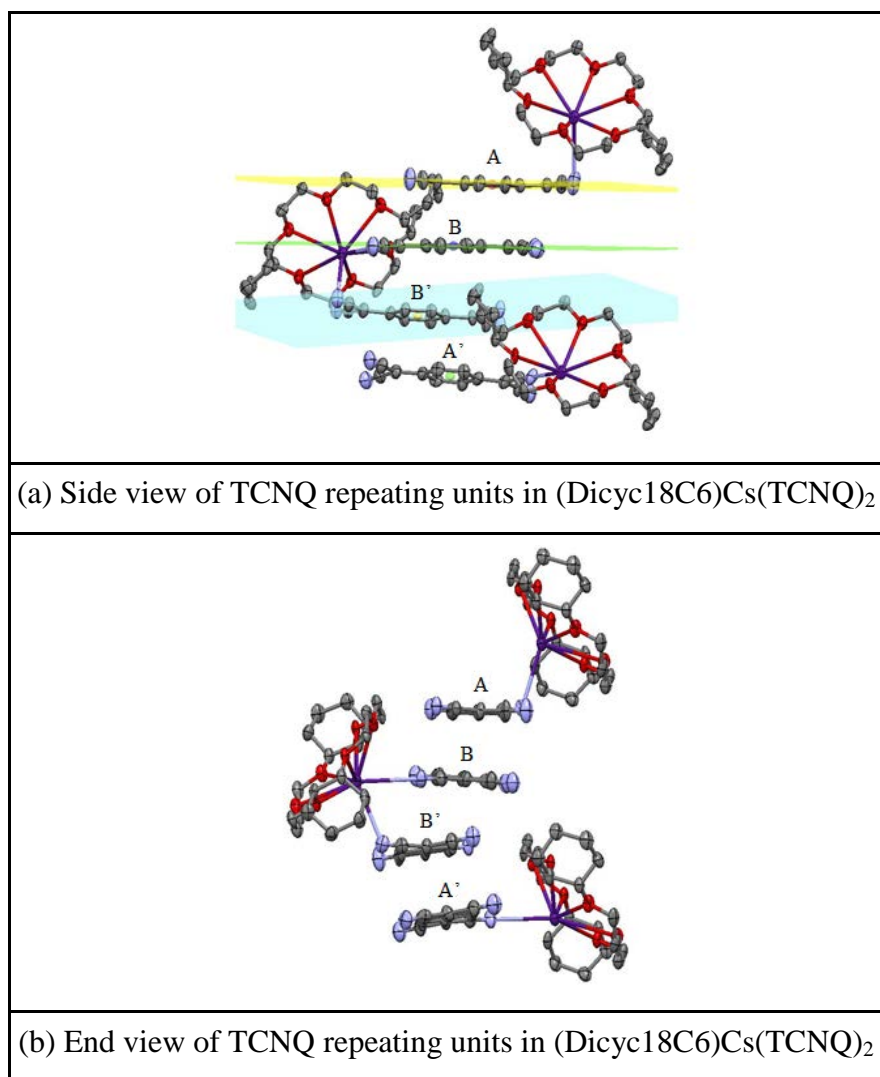 A
B
B'
A'
(a) Side view of TCNQ repeating units in (Dicyc18C6)Cs(TCNQ)₂
A
B
B'
A'
(b) End view of TCNQ repeating units in (Dicyc18C6)Cs(TCNQ)₂